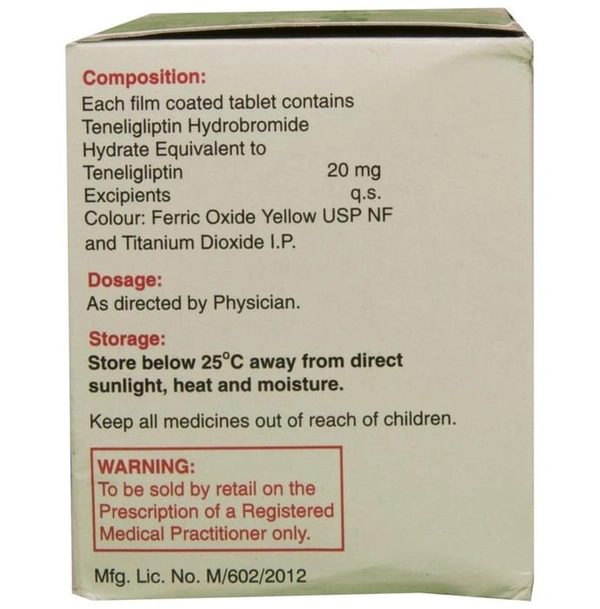 Composition:
Each film coated tablet contains
Teneligliptin Hydrobromide
Hydrate Equivalent to
Teneligliptin 20 mg
Excipients q.s.
Colour: Ferric Oxide Yellow USP NF
and Titanium Dioxide I.P.
Dosage:
As directed by Physician.
Storage:
Store below 25°C away from direct
sunlight, heat and moisture.
Keep all medicines out of reach of children.
WARNING:
To be sold by retail on the
Prescription of a Registered
Medical Practitioner only.
Mfg. Lic. No. M/602/2012